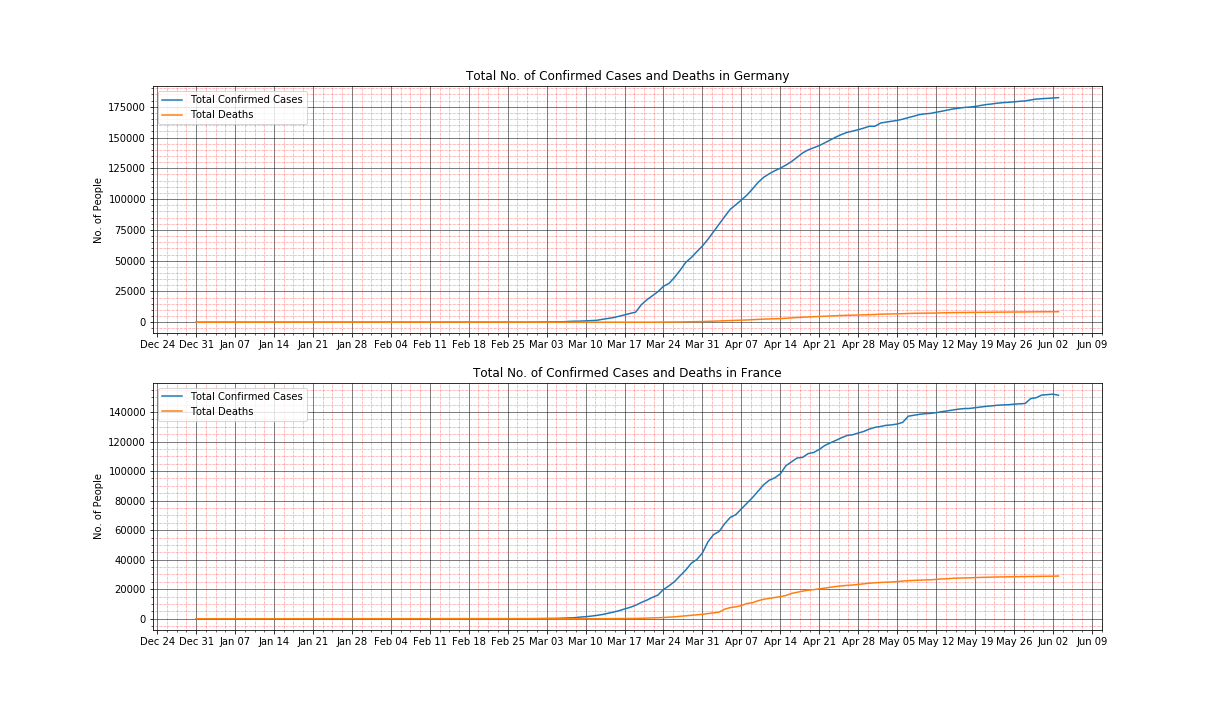 Total No. of Confirmed Cases and Deaths in Germany
Total Confirmed Cases
Total Deaths
No. of People
175000
150000
125000
100000
75000
50000
25000
0
Dec 24 Dec 31 Jan 07 Jan 14 Jan 21 Jan 28 Feb 04 Feb 11 Feb 18 Feb 25 Mar 03 Mar 10 Mar 17 Mar 24 Mar 31 Apr 07 Apr 14 Apr 21 Apr 28 May 05 May 12 May 19 May 26 Jun 02 Jun 09
Total No. of Confirmed Cases and Deaths in France
Total Confirmed Cases
Total Deaths
No. of People
140000
120000
100000
80000
60000
40000
20000
0
Dec 24 Dec 31 Jan 07 Jan 14 Jan 21 Jan 28 Feb 04 Feb 11 Feb 18 Feb 25 Mar 03 Mar 10 Mar 17 Mar 24 Mar 31 Apr 07 Apr 14 Apr 21 Apr 28 May 05 May 12 May 19 May 26 Jun 02 Jun 09